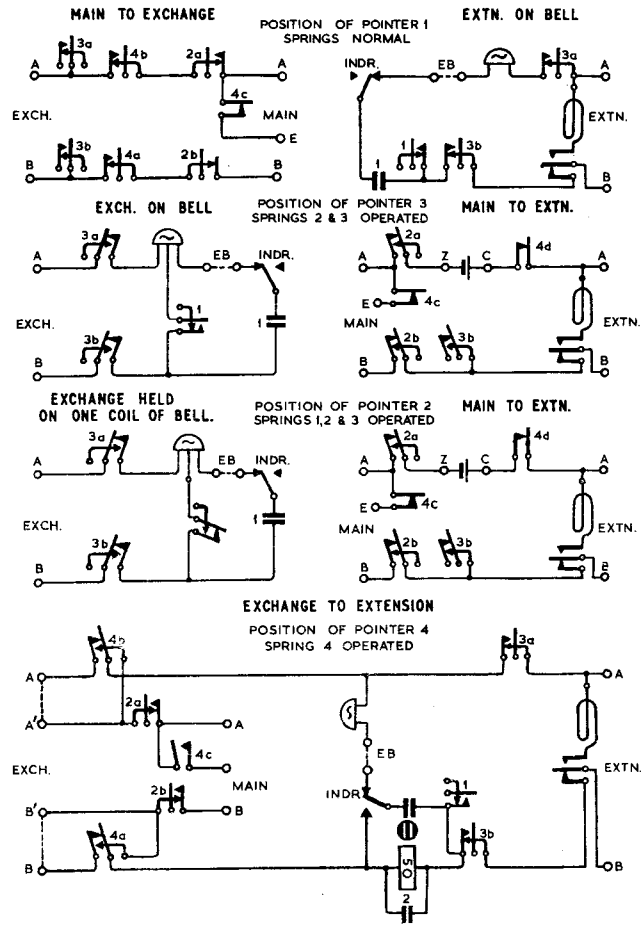 MAIN TO EXCHANGE
POSITION OF POINTER 1
SPRINGS NORMAL
EXTN. ON BELL
3a
4b
2a
A
A
4c
EXCH.
MAIN
E
3b
4a
2b
B
B
INDR.
EB
3a
A
EXTN.
1
3b
1
B
EXCH. ON BELL
POSITION OF POINTER 3
SPRINGS 2 & 3 OPERATED
MAIN TO EXTN.
3a
A
EB
INDR.
1
1
EXCH.
3b
B
2a
4d
A
Z
C
A
E
4c
MAIN
EXTN.
2b
3b
B
B
EXCHANGE HELD
ON ONE COIL OF BELL.
POSITION OF POINTER 2
SPRINGS 1, 2 & 3 OPERATED
MAIN TO EXTN.
3a
A
EB
INDR.
1
1
EXCH.
3b
B
2a
4d
A
Z
C
A
E
4c
MAIN
EXTN.
2b
3b
B
B
EXCHANGE TO EXTENSION
POSITION OF POINTER 4
SPRING 4 OPERATED
4b
3a
A
A
2a
A'
A
EB
4c
EXCH.
MAIN
EXTN.
2b
INDR.
1
B'
B
4a
3b
50
B
B
2